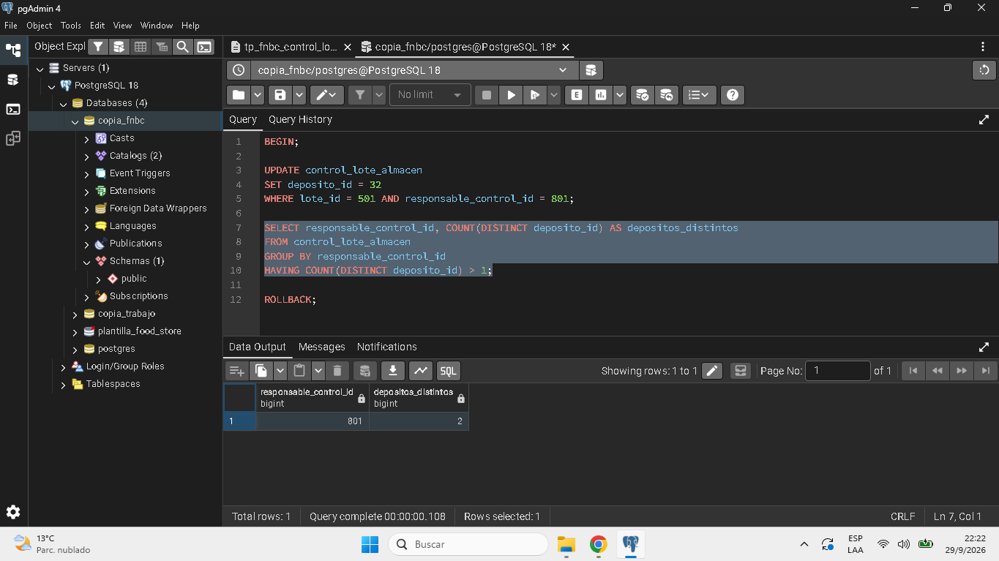 pgAdmin 4
File Object Tools Edit View Window Help
Object Expl
tp_fnbc_control_lo...
copia_fnbc/postgres@PostgreSQL 18*
Servers (1)
PostgreSQL 18
Databases (4)
copia_fnbc
Casts
Catalogs (2)
Event Triggers
Extensions
Foreign Data Wrappers
Languages
Publications
Schemas (1)
public
Subscriptions
copia_trabajo
plantilla_food_store
postgres
Login/Group Roles
Tablespaces
copia_fnbc/postgres@PostgreSQL 18
No limit
E
SQL
Query Query History
1 BEGIN;
2
3 UPDATE control_lote_almacen
4 SET deposito_id = 32
5 WHERE lote_id = 501 AND responsable_control_id = 801;
6
7 SELECT responsable_control_id, COUNT(DISTINCT deposito_id) AS depositos_distintos
8 FROM control_lote_almacen
9 GROUP BY responsable_control_id
10 HAVING COUNT(DISTINCT deposito_id) > 1;
11
12 ROLLBACK;
Data Output Messages Notifications
Showing rows: 1 to 1
Page No: 1 of 1
responsable_control_id
bigint
depositos_distintos
bigint
1 801 2
Total rows: 1 Query complete 00:00:00.108 Rows selected: 1 CRLF Ln 7, Col 1
13°C
Parc. nublado
Buscar
ESP
LAA
22:22
29/9/2026